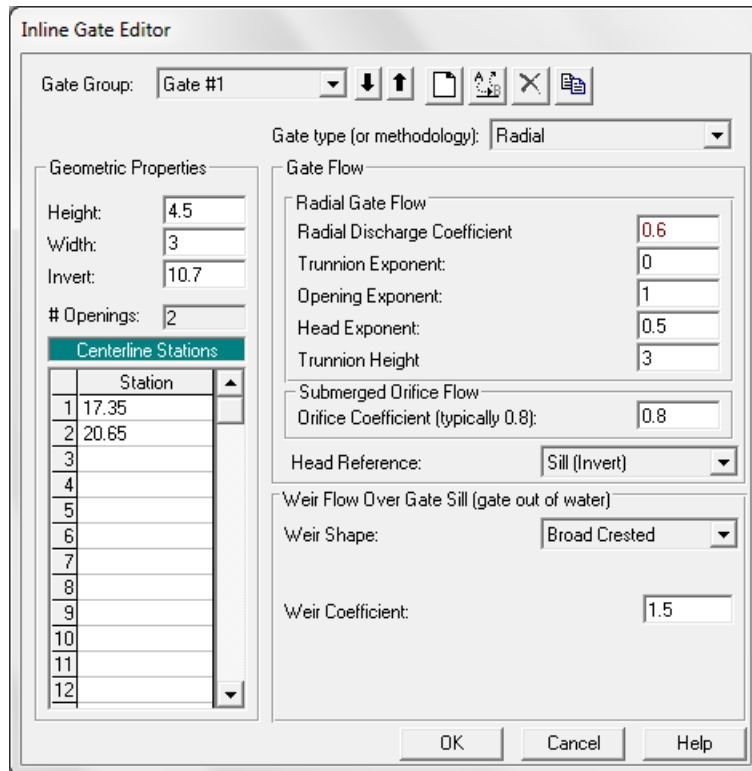 Inline Gate Editor
Gate Group: Gate #1
Gate type (or methodology): Radial
Geometric Properties
Height: 4.5
Width: 3
Invert: 10.7
# Openings: 2
Centerline Stations
Station
1 17.35
2 20.65
3
4
5
6
7
8
9
10
11
12
Gate Flow
Radial Gate Flow
Radial Discharge Coefficient 0.6
Trunnion Exponent: 0
Opening Exponent: 1
Head Exponent: 0.5
Trunnion Height 3
Submerged Orifice Flow
Orifice Coefficient (typically 0.8): 0.8
Head Reference: Sill (Invert)
Weir Flow Over Gate Sill (gate out of water)
Weir Shape: Broad Crested
Weir Coefficient: 1.5
OK Cancel Help